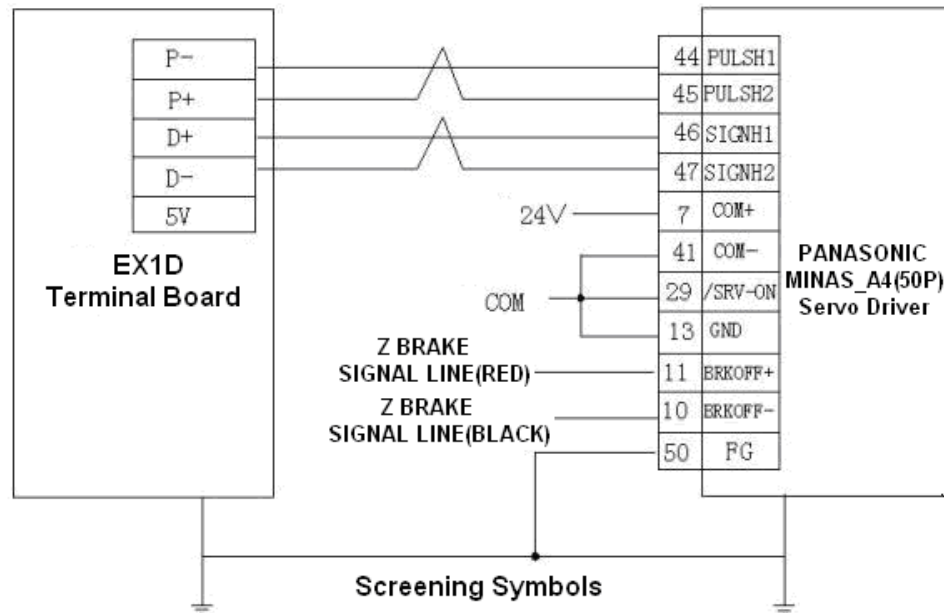 P-
P+
D+
D-
5V
EX1D
Terminal Board
44 PULSH1
45 PULSH2
46 SIGNH1
47 SIGNH2
24V
7 COM+
41 COM-
COM
29 /SRV-ON
13 GND
Z BRAKE
SIGNAL LINE(RED)
11 BRKOFF+
Z BRAKE
SIGNAL LINE(BLACK)
10 BRKOFF-
50 FG
PANASONIC
MINAS_A4(50P)
Servo Driver
Screening Symbols